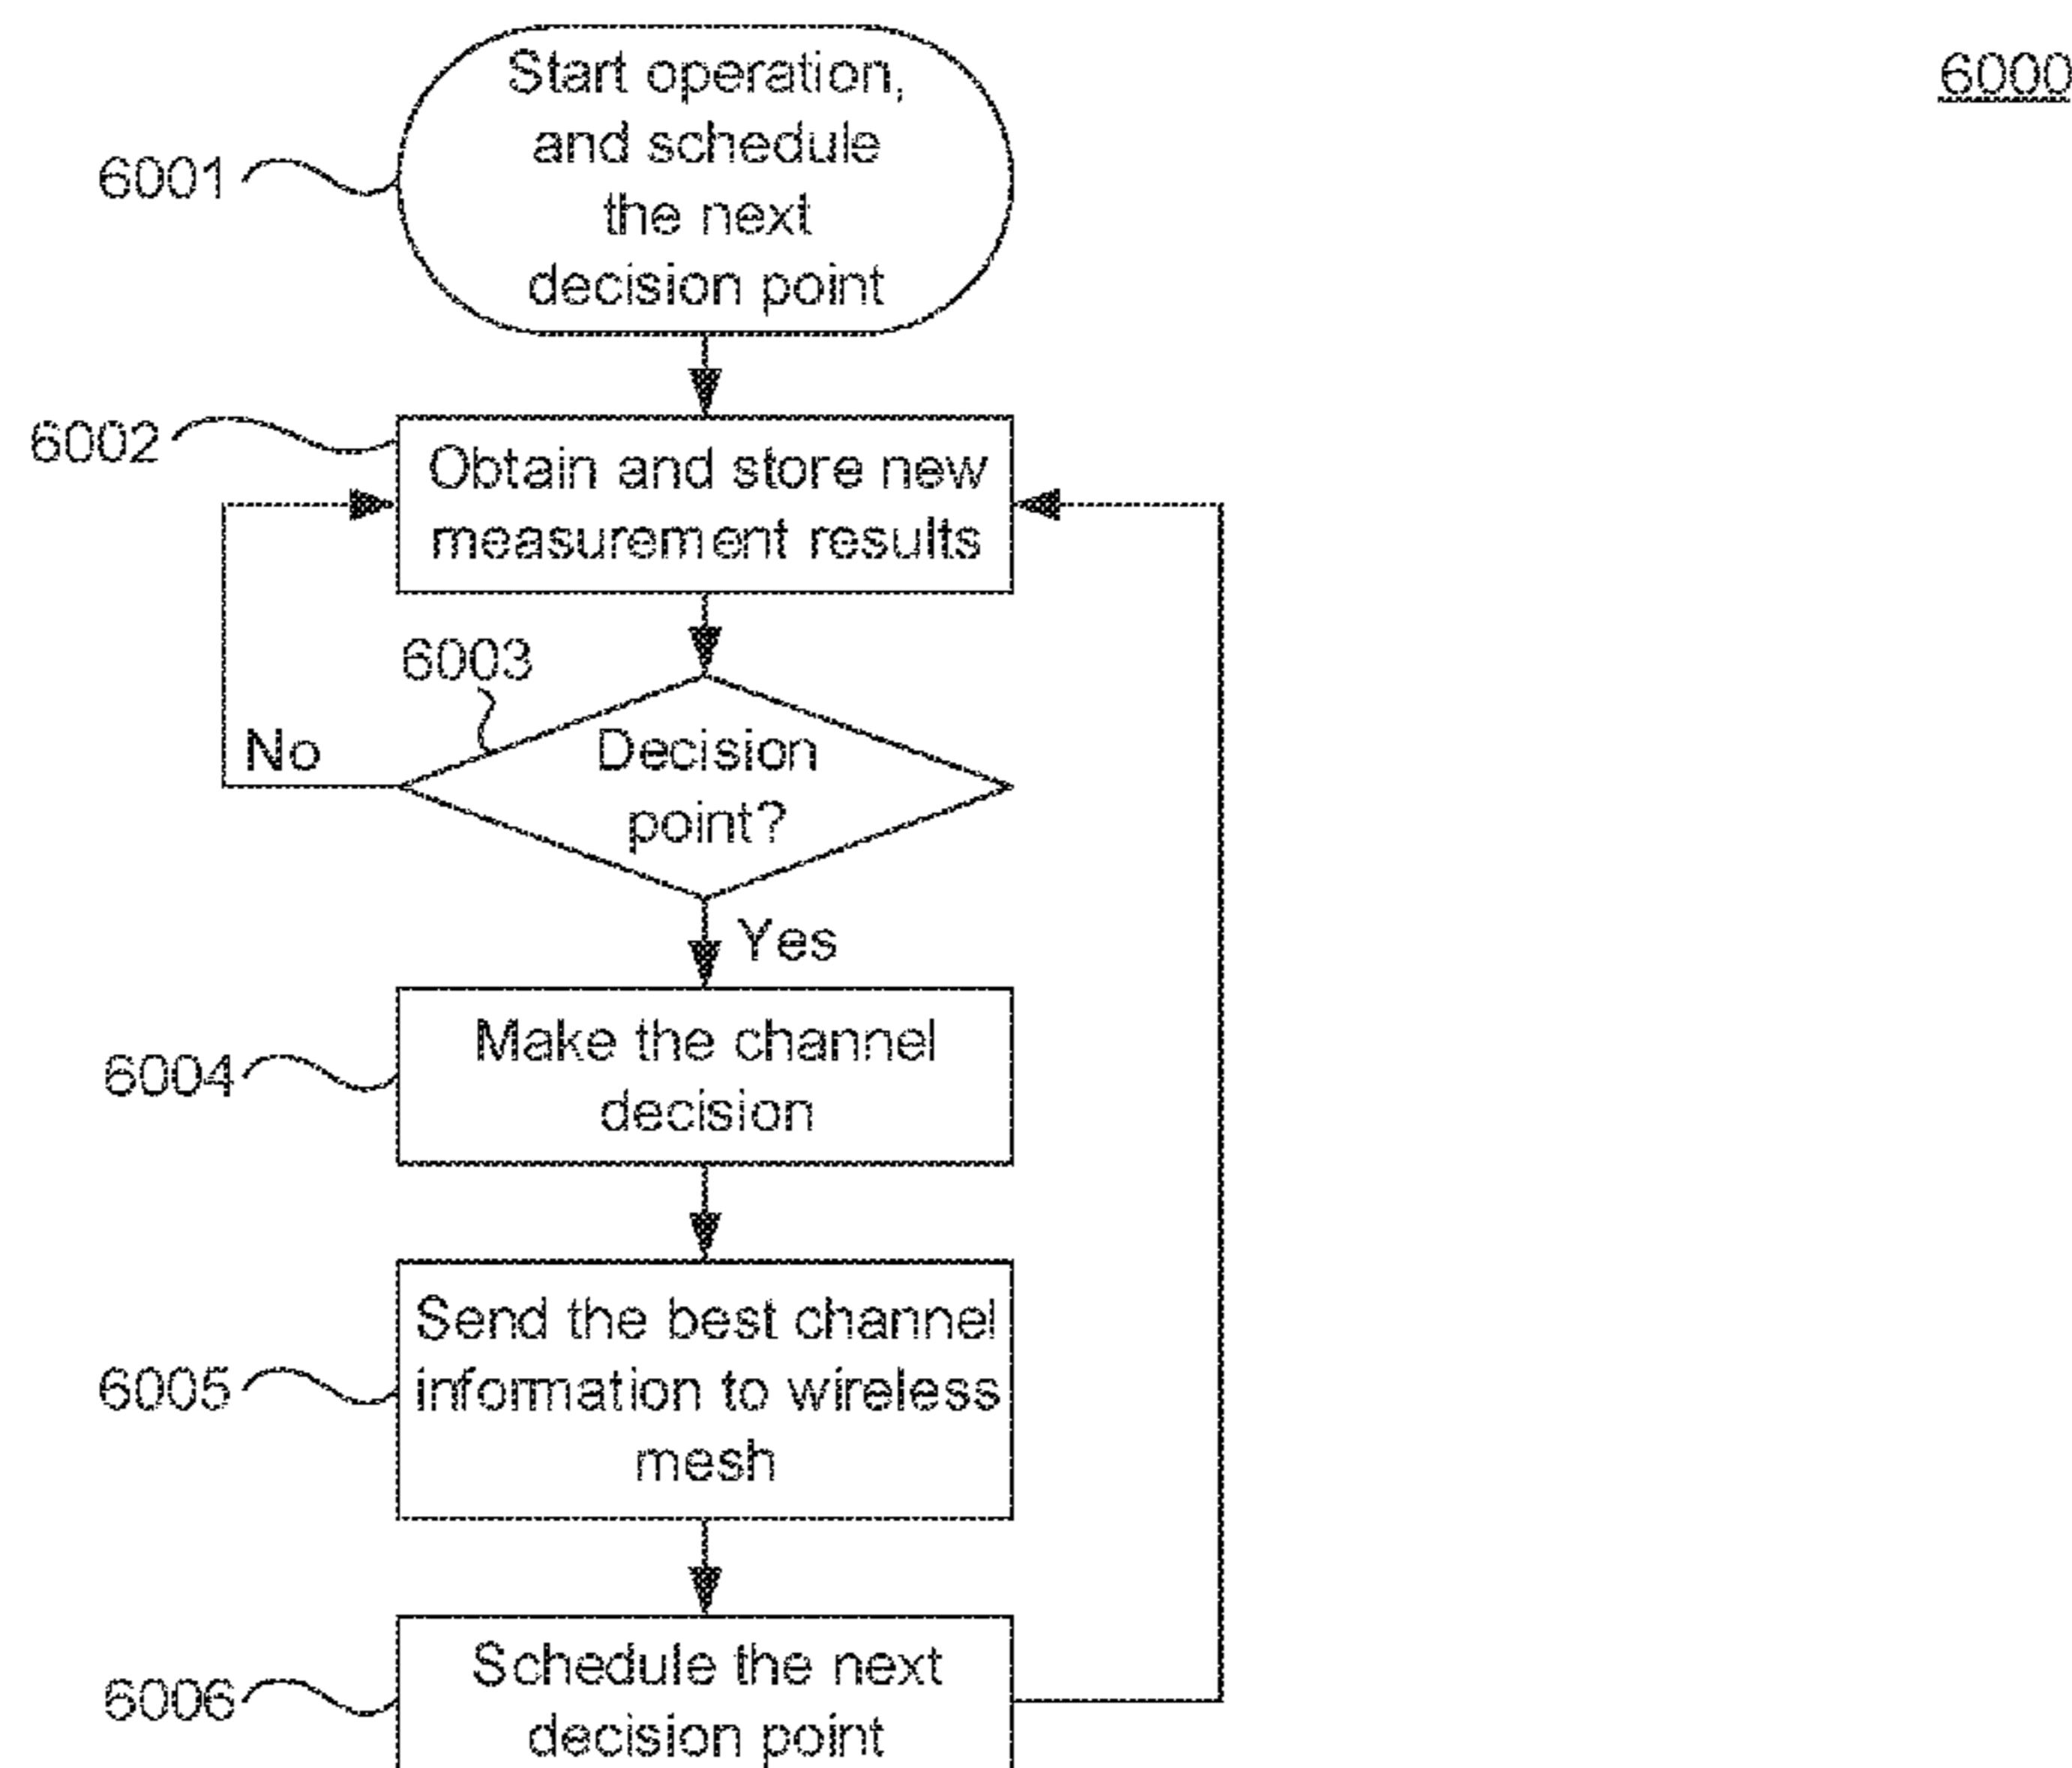 6000
Start operation,
and schedule
the next
decision point
6001
6002
Obtain and store new
measurement results
6003
No
Decision
point?
Yes
Make the channel
decision
6004
Send the best channel
information to wireless
mesh
6005
Schedule the next
decision point
6006